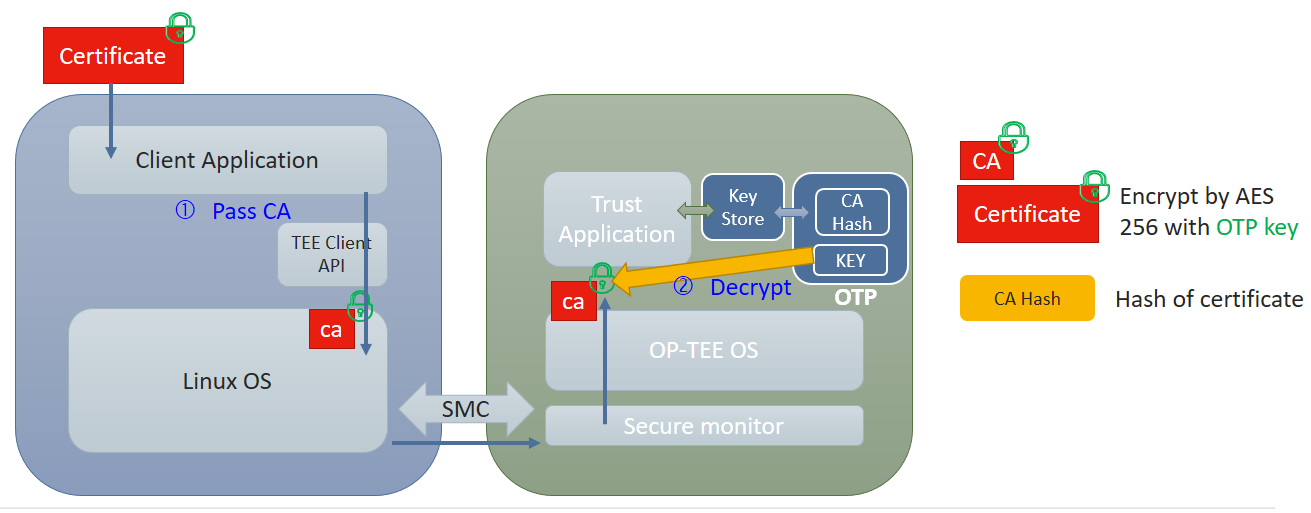 Certificate
Client Application
① Pass CA
TEE Client
API
ca
Linux OS
SMC
Trust
Application
Key
Store
CA
Hash
KEY
OTP
② Decrypt
ca
OP-TEE OS
Secure monitor
CA
Certificate
Encrypt by AES
256 with OTP key
CA Hash
Hash of certificate